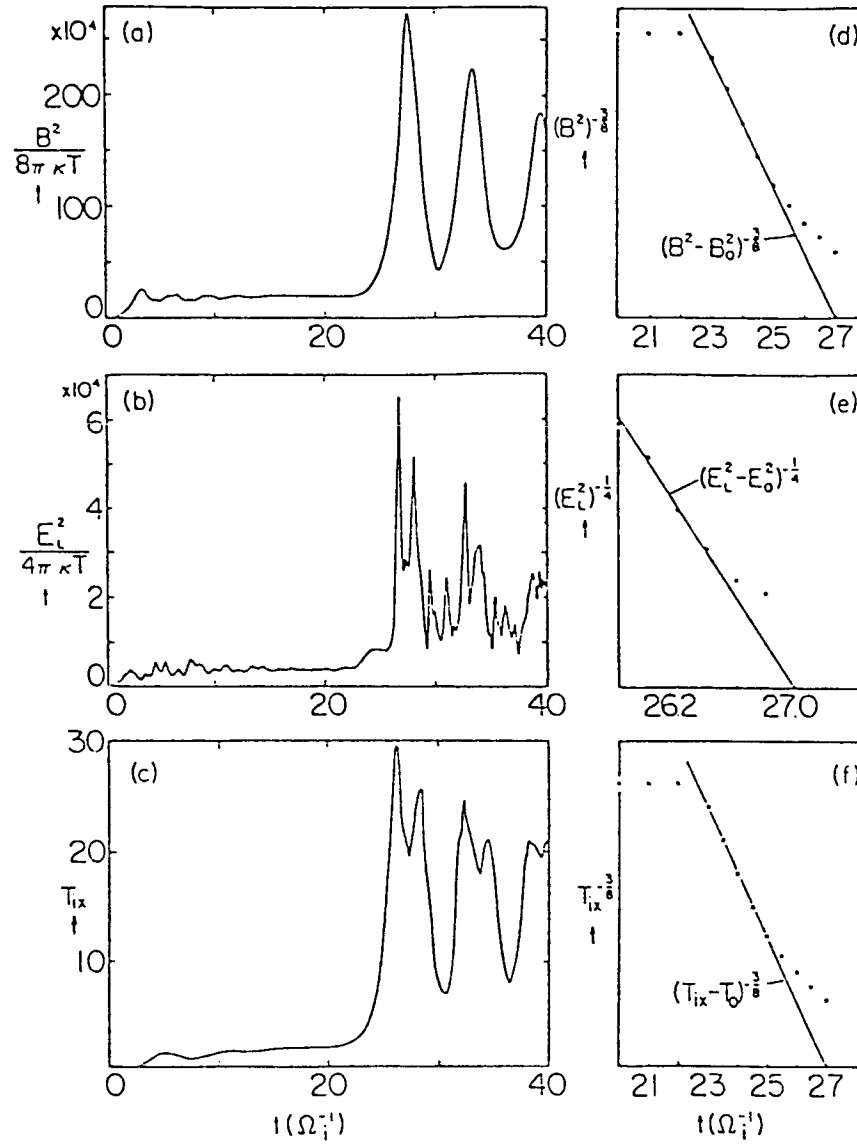 (a)
×10⁴
200
100
0
B²
8π κT
↑
0
20
40
(d)
(B²)^-3/8
↑
(B²-B₀²)^-3/8
21
23
25
27
(b)
×10⁴
6
4
2
0
E_L²
4π κT
↑
0
20
40
(e)
(E_L²)^-1/4
↑
(E_L²-E₀²)^-1/4
26.2
27.0
(c)
30
20
10
T_ix
↑
0
20
40
t(Ω_i^-1)
(f)
T_ix^-3/8
↑
(T_ix-T₀)^-3/8
21
23
25
27
t(Ω_i^-1)